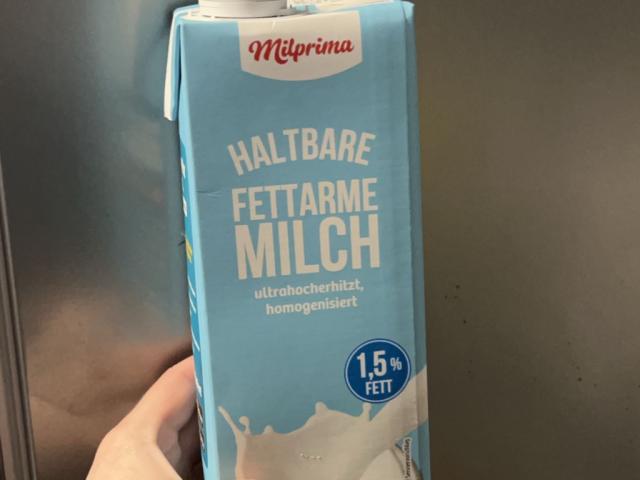 Milprima
HALTBARE
FETTARME
MILCH
ultrahocherhitzt,
homogenisiert
1,5 %
FETT